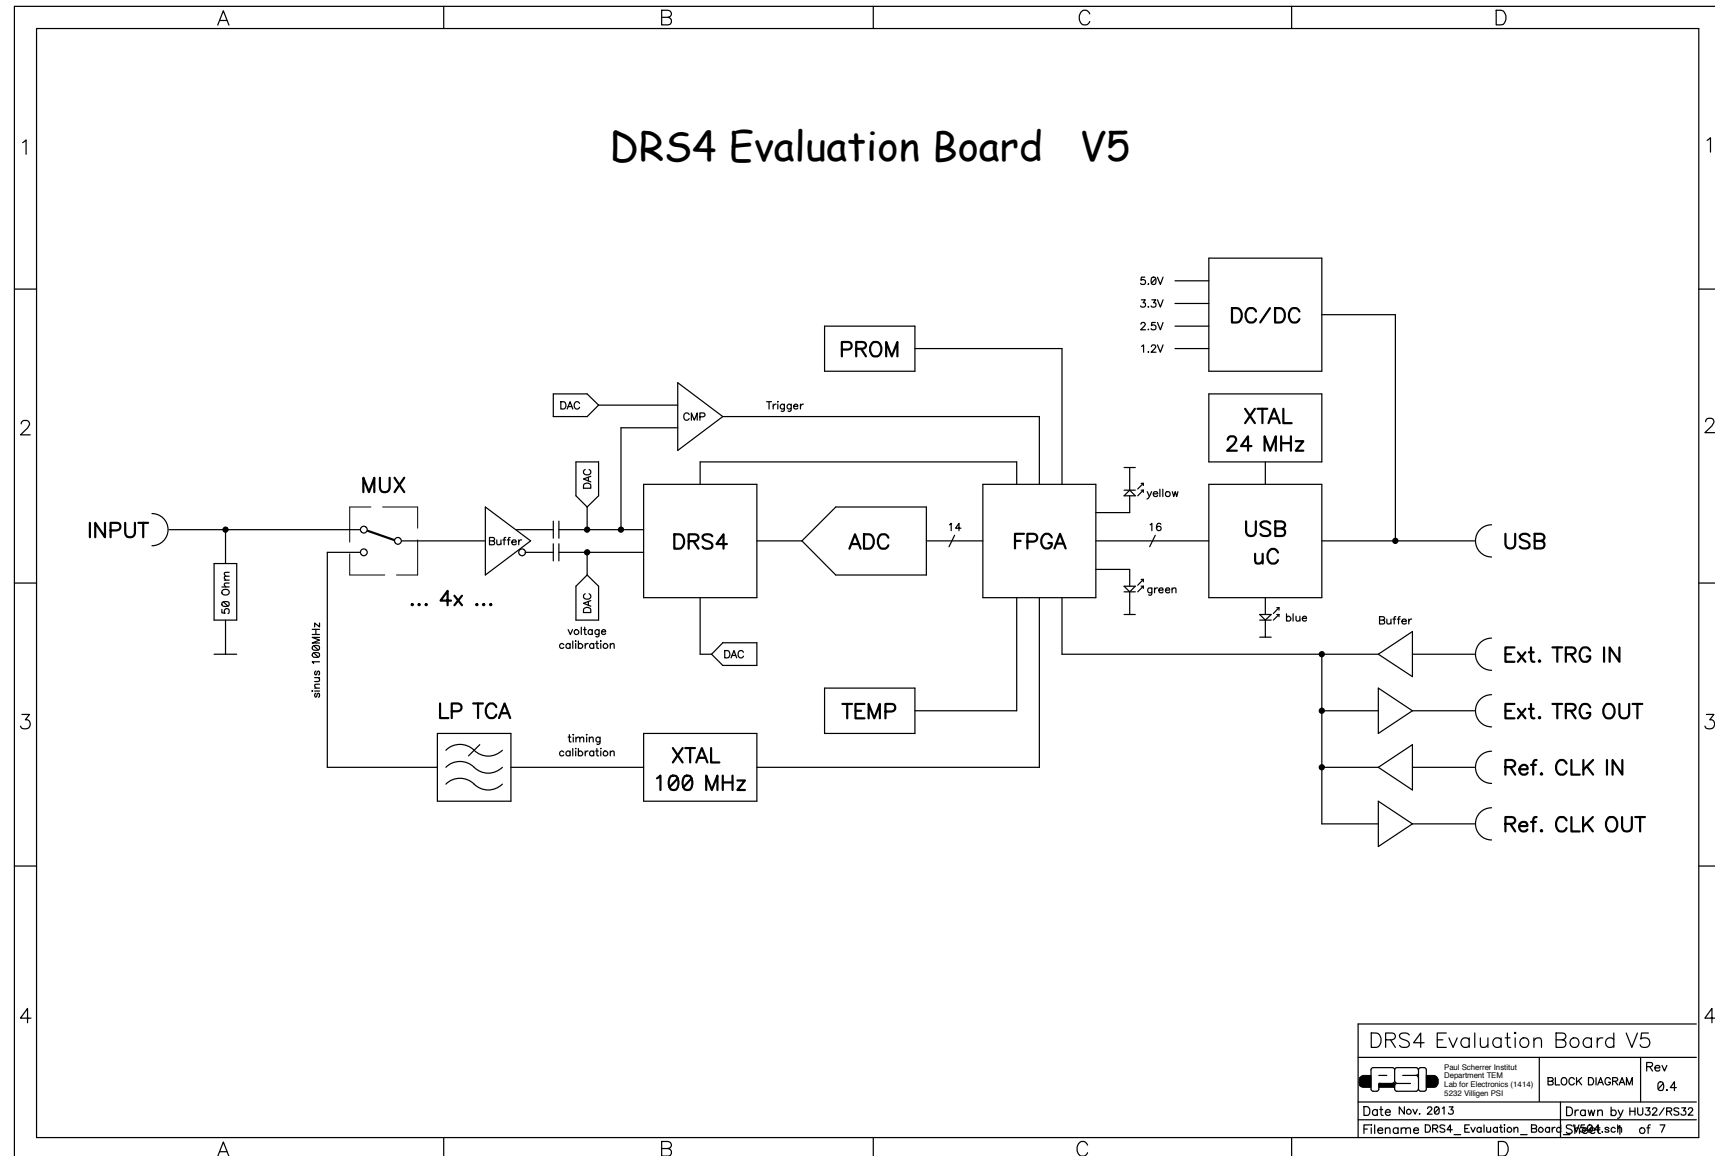 A B C D
1 1
DRS4 Evaluation Board V5
5.0V
3.3V
2.5V
1.2V
DC/DC
PROM
DAC
CMP
Trigger
XTAL
24 MHz
2 2
MUX
DAC
yellow
INPUT
Buffer
DRS4
ADC
14
FPGA
16
USB
uC
USB
50 Ohm
... 4x ...
DAC
voltage
calibration
green
blue
DAC
Buffer
Ext. TRG IN
sinus 100MHz
LP TCA
TEMP
Ext. TRG OUT
3 3
timing
calibration
XTAL
100 MHz
Ref. CLK IN
Ref. CLK OUT
4 4
DRS4 Evaluation Board V5
PSI
Paul Scherrer Institut
Department TEM
Lab for Electronics (1414)
5232 Villigen PSI
BLOCK DIAGRAM
Rev
0.4
Date Nov. 2013
Drawn by HU32/RS32
Filename DRS4_Evaluation_Board_V504.sch
Sheet 1 of 7
A B C D